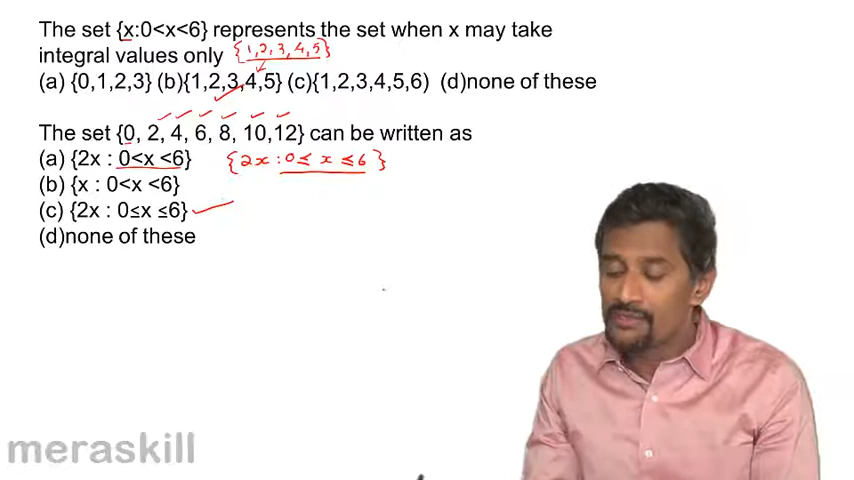 The set {x:0<x<6} represents the set when x may take
integral values only {1,2,3,4,5}
(a) {0,1,2,3} (b){1,2,3,4,5} (c){1,2,3,4,5,6) (d)none of these
The set {0, 2, 4, 6, 8, 10,12} can be written as
(a) {2x : 0<x <6} {2x : 0≤ x ≤6}
(b) {x : 0<x <6}
(c) {2x : 0≤x ≤6}
(d)none of these
meraskill